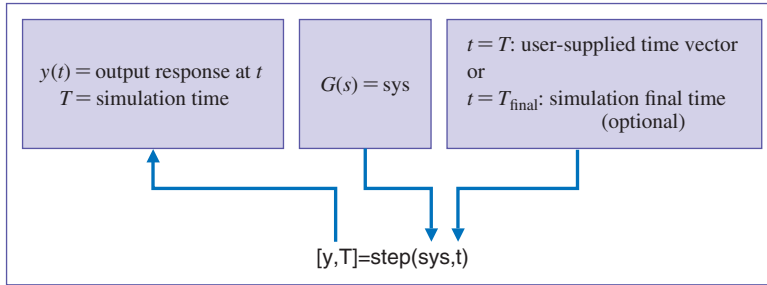 y(t) = output response at t
T = simulation time
G(s) = sys
t = T: user-supplied time vector
or
t = T_final: simulation final time
(optional)
[y,T]=step(sys,t)